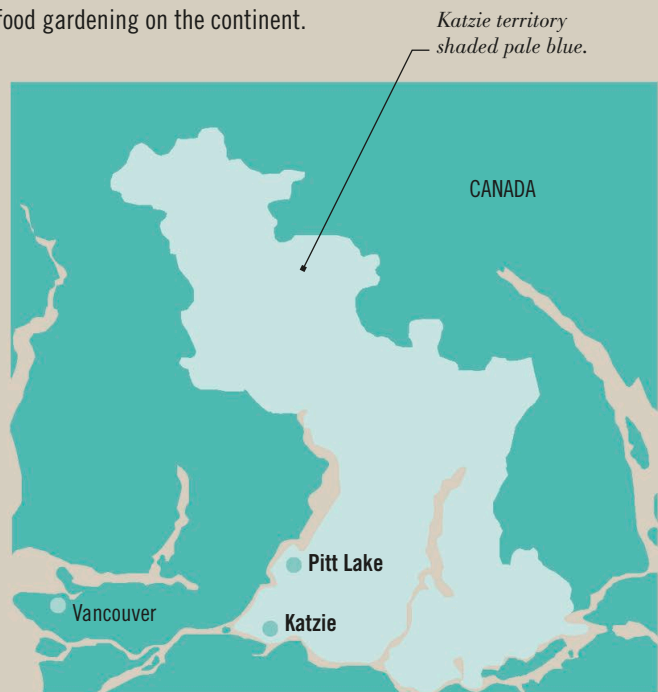 food gardening on the continent.
Katzie territory
shaded pale blue.
CANADA
Pitt Lake
Vancouver
Katzie